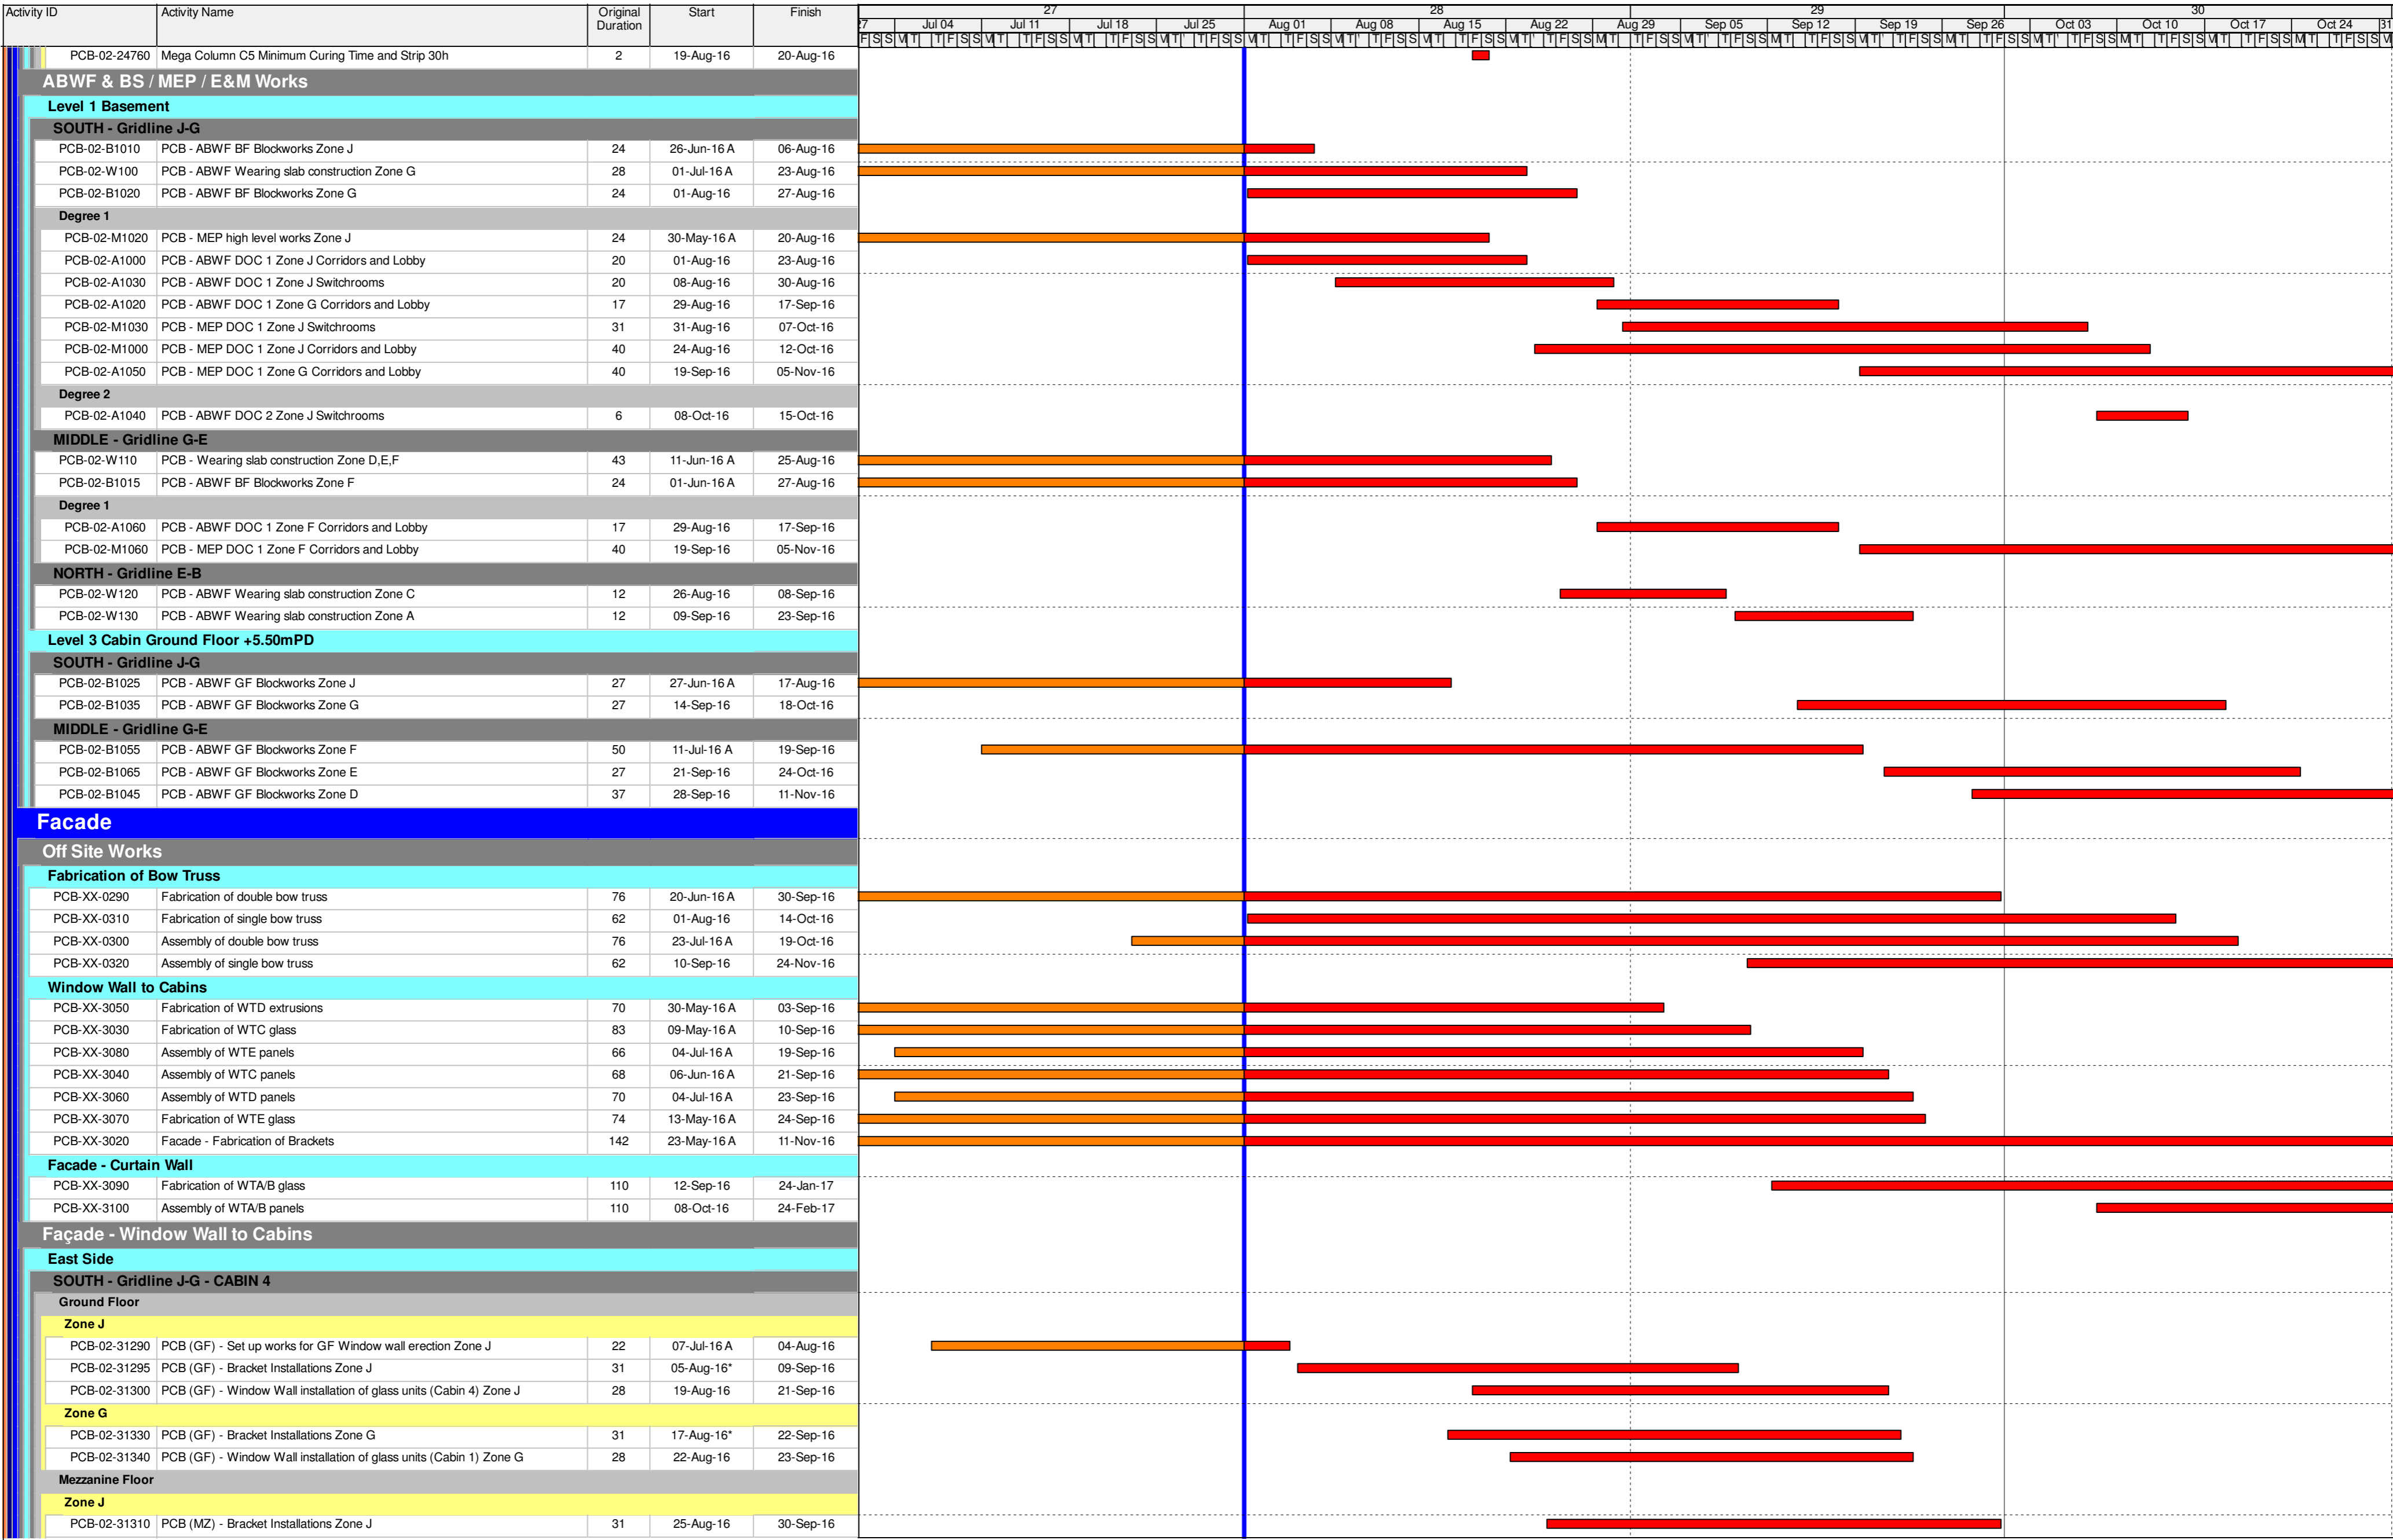 Activity ID Activity Name Original Duration Start Finish 27 28 29 30
27 Jul 04 Jul 11 Jul 18 Jul 25 Aug 01 Aug 08 Aug 15 Aug 22 Aug 29 Sep 05 Sep 12 Sep 19 Sep 26 Oct 03 Oct 10 Oct 17 Oct 24 31
PCB-02-24760 Mega Column C5 Minimum Curing Time and Strip 30h 2 19-Aug-16 20-Aug-16
ABWF & BS / MEP / E&M Works
Level 1 Basement
SOUTH - Gridline J-G
PCB-02-B1010 PCB - ABWF BF Blockworks Zone J 24 26-Jun-16 A 06-Aug-16
PCB-02-W100 PCB - ABWF Wearing slab construction Zone G 28 01-Jul-16 A 23-Aug-16
PCB-02-B1020 PCB - ABWF BF Blockworks Zone G 24 01-Aug-16 27-Aug-16
Degree 1
PCB-02-M1020 PCB - MEP high level works Zone J 24 30-May-16 A 20-Aug-16
PCB-02-A1000 PCB - ABWF DOC 1 Zone J Corridors and Lobby 20 01-Aug-16 23-Aug-16
PCB-02-A1030 PCB - ABWF DOC 1 Zone J Switchrooms 20 08-Aug-16 30-Aug-16
PCB-02-A1020 PCB - ABWF DOC 1 Zone G Corridors and Lobby 17 29-Aug-16 17-Sep-16
PCB-02-M1030 PCB - MEP DOC 1 Zone J Switchrooms 31 31-Aug-16 07-Oct-16
PCB-02-M1000 PCB - MEP DOC 1 Zone J Corridors and Lobby 40 24-Aug-16 12-Oct-16
PCB-02-A1050 PCB - MEP DOC 1 Zone G Corridors and Lobby 40 19-Sep-16 05-Nov-16
Degree 2
PCB-02-A1040 PCB - ABWF DOC 2 Zone J Switchrooms 6 08-Oct-16 15-Oct-16
MIDDLE - Gridline G-E
PCB-02-W110 PCB - Wearing slab construction Zone D,E,F 43 11-Jun-16 A 25-Aug-16
PCB-02-B1015 PCB - ABWF BF Blockworks Zone F 24 01-Jun-16 A 27-Aug-16
Degree 1
PCB-02-A1060 PCB - ABWF DOC 1 Zone F Corridors and Lobby 17 29-Aug-16 17-Sep-16
PCB-02-M1060 PCB - MEP DOC 1 Zone F Corridors and Lobby 40 19-Sep-16 05-Nov-16
NORTH - Gridline E-B
PCB-02-W120 PCB - ABWF Wearing slab construction Zone C 12 26-Aug-16 08-Sep-16
PCB-02-W130 PCB - ABWF Wearing slab construction Zone A 12 09-Sep-16 23-Sep-16
Level 3 Cabin Ground Floor +5.50mPD
SOUTH - Gridline J-G
PCB-02-B1025 PCB - ABWF GF Blockworks Zone J 27 27-Jun-16 A 17-Aug-16
PCB-02-B1035 PCB - ABWF GF Blockworks Zone G 27 14-Sep-16 18-Oct-16
MIDDLE - Gridline G-E
PCB-02-B1055 PCB - ABWF GF Blockworks Zone F 50 11-Jul-16 A 19-Sep-16
PCB-02-B1065 PCB - ABWF GF Blockworks Zone E 27 21-Sep-16 24-Oct-16
PCB-02-B1045 PCB - ABWF GF Blockworks Zone D 37 28-Sep-16 11-Nov-16
Facade
Off Site Works
Fabrication of Bow Truss
PCB-XX-0290 Fabrication of double bow truss 76 20-Jun-16 A 30-Sep-16
PCB-XX-0310 Fabrication of single bow truss 62 01-Aug-16 14-Oct-16
PCB-XX-0300 Assembly of double bow truss 76 23-Jul-16 A 19-Oct-16
PCB-XX-0320 Assembly of single bow truss 62 10-Sep-16 24-Nov-16
Window Wall to Cabins
PCB-XX-3050 Fabrication of WTD extrusions 70 30-May-16 A 03-Sep-16
PCB-XX-3030 Fabrication of WTC glass 83 09-May-16 A 10-Sep-16
PCB-XX-3080 Assembly of WTE panels 66 04-Jul-16 A 19-Sep-16
PCB-XX-3040 Assembly of WTC panels 68 06-Jun-16 A 21-Sep-16
PCB-XX-3060 Assembly of WTD panels 70 04-Jul-16 A 23-Sep-16
PCB-XX-3070 Fabrication of WTE glass 74 13-May-16 A 24-Sep-16
PCB-XX-3020 Facade - Fabrication of Brackets 142 23-May-16 A 11-Nov-16
Facade - Curtain Wall
PCB-XX-3090 Fabrication of WTA/B glass 110 12-Sep-16 24-Jan-17
PCB-XX-3100 Assembly of WTA/B panels 110 08-Oct-16 24-Feb-17
Façade - Window Wall to Cabins
East Side
SOUTH - Gridline J-G - CABIN 4
Ground Floor
Zone J
PCB-02-31290 PCB (GF) - Set up works for GF Window wall erection Zone J 22 07-Jul-16 A 04-Aug-16
PCB-02-31295 PCB (GF) - Bracket Installations Zone J 31 05-Aug-16* 09-Sep-16
PCB-02-31300 PCB (GF) - Window Wall installation of glass units (Cabin 4) Zone J 28 19-Aug-16 21-Sep-16
Zone G
PCB-02-31330 PCB (GF) - Bracket Installations Zone G 31 17-Aug-16* 22-Sep-16
PCB-02-31340 PCB (GF) - Window Wall installation of glass units (Cabin 1) Zone G 28 22-Aug-16 23-Sep-16
Mezzanine Floor
Zone J
PCB-02-31310 PCB (MZ) - Bracket Installations Zone J 31 25-Aug-16 30-Sep-16